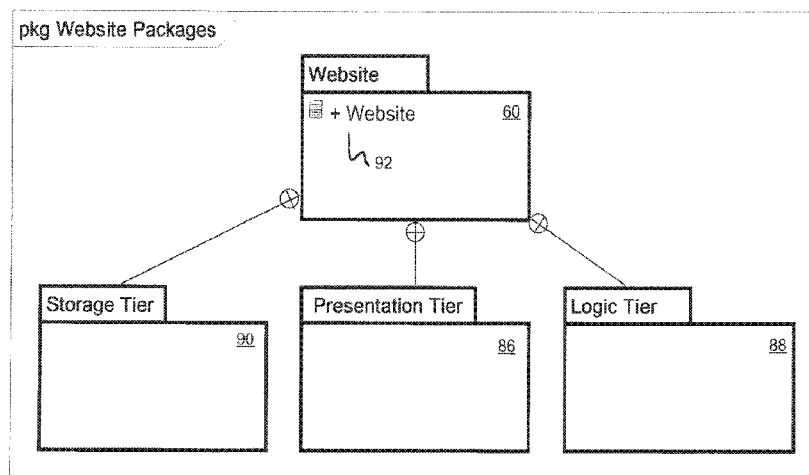 pkg Website Packages
Website
+ Website
60
92
Storage Tier
Presentation Tier
Logic Tier
90
86
88